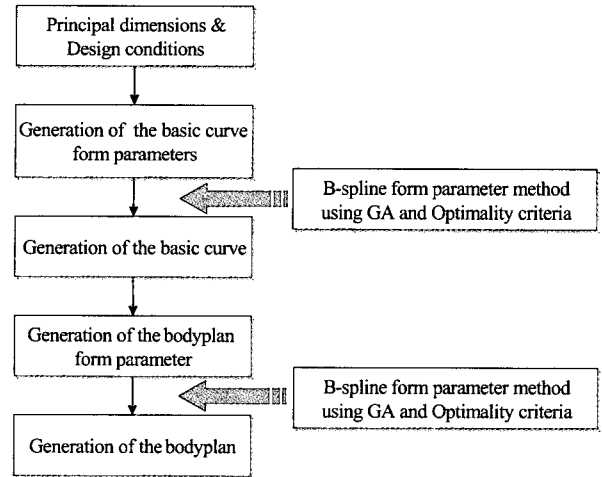 Principal dimensions &
Design conditions
Generation of the basic curve
form parameters
B-spline form parameter method
using GA and Optimality criteria
Generation of the basic curve
Generation of the bodyplan
form parameter
B-spline form parameter method
using GA and Optimality criteria
Generation of the bodyplan